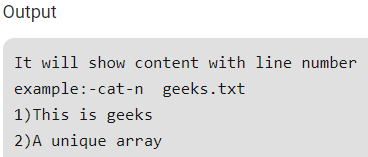 Output
It will show content with line number
example:-cat-n  geeks.txt
1)This is geeks
2)A unique array